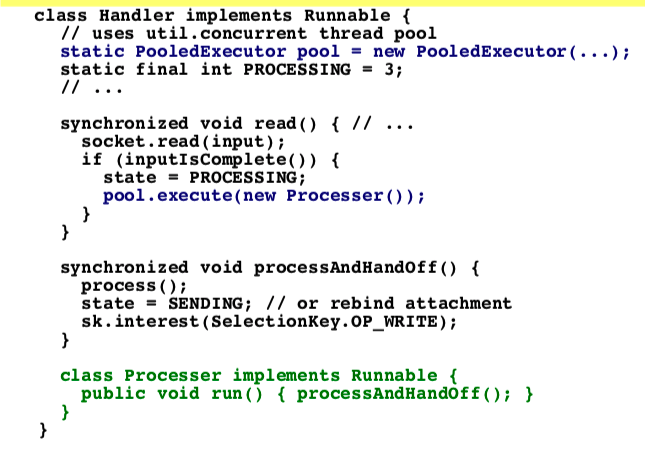 class Handler implements Runnable {
// uses util.concurrent thread pool
static PooledExecutor pool = new PooledExecutor(...);
static final int PROCESSING = 3;
// ...
synchronized void read() { // ...
socket.read(input);
if (inputIsComplete()) {
state = PROCESSING;
pool.execute(new Processer());
}
}
synchronized void processAndHandOff() {
process();
state = SENDING; // or rebind attachment
sk.interest(SelectionKey.OP_WRITE);
}
class Processer implements Runnable {
public void run() { processAndHandOff(); }
}
}